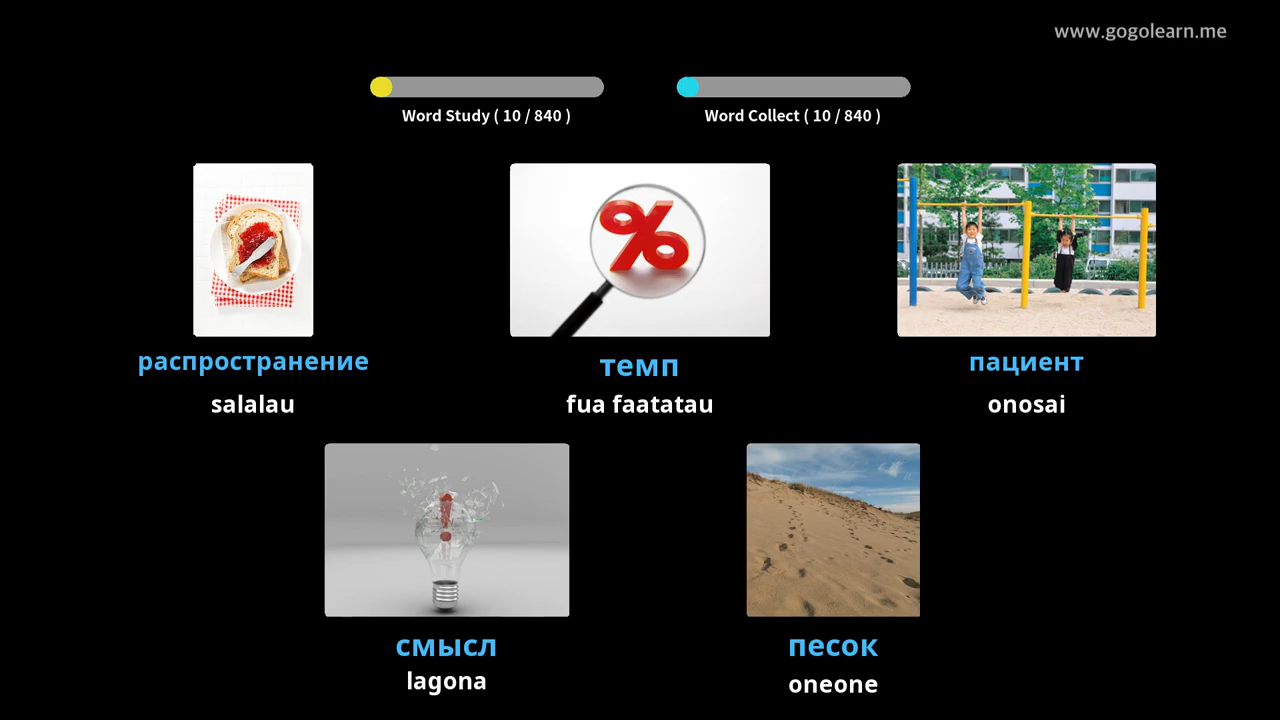 www.gogolearn.me
Word Study ( 10 / 840 )
Word Collect ( 10 / 840 )
распространение
salalau
темп
fua faatatau
пациент
onosai
смысл
lagona
песок
oneone